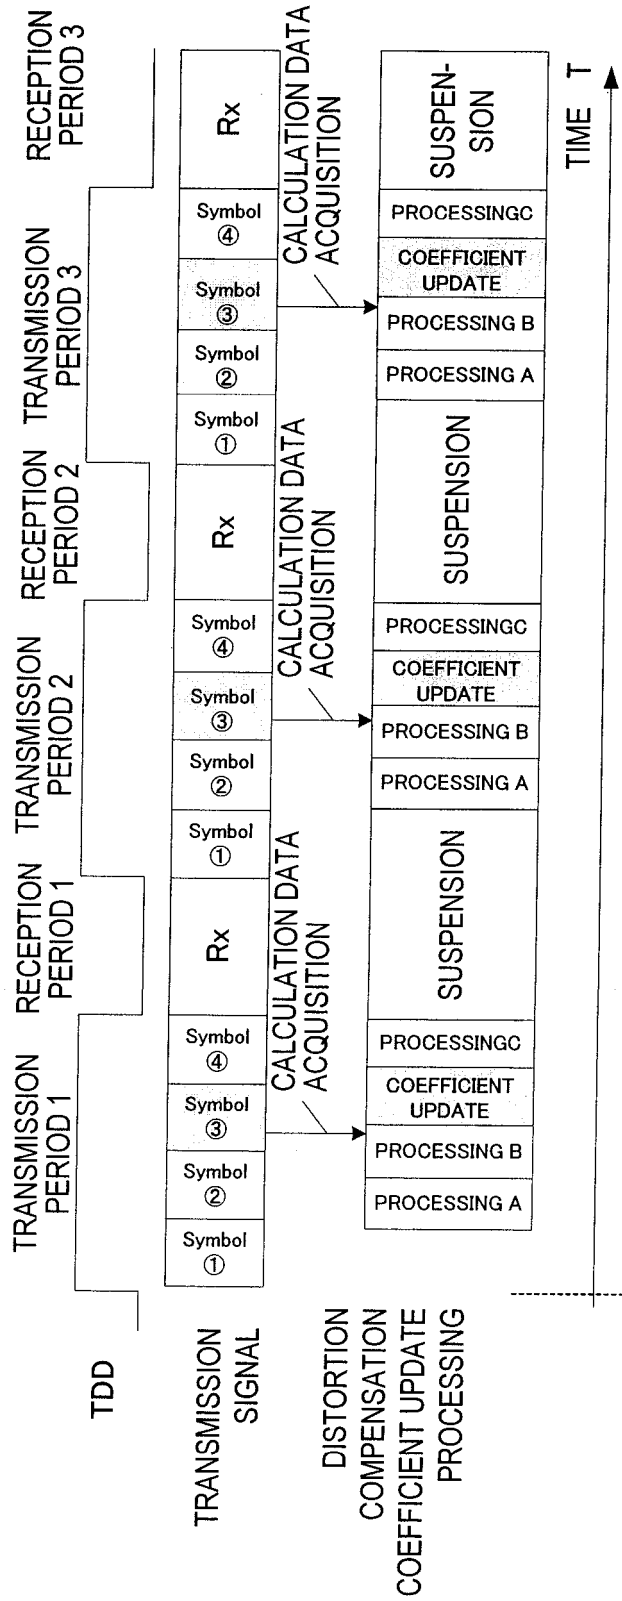 TDD
TRANSMISSION
PERIOD 1
RECEPTION
PERIOD 1
TRANSMISSION
PERIOD 2
RECEPTION
PERIOD 2
TRANSMISSION
PERIOD 3
RECEPTION
PERIOD 3
TRANSMISSION
SIGNAL
Symbol
①
Symbol
②
Symbol
③
Symbol
④
Rx
Symbol
①
Symbol
②
Symbol
③
Symbol
④
Rx
Symbol
①
Symbol
②
Symbol
③
Symbol
④
Rx
CALCULATION DATA
ACQUISITION
CALCULATION DATA
ACQUISITION
CALCULATION DATA
ACQUISITION
DISTORTION
COMPENSATION
COEFFICIENT UPDATE
PROCESSING
PROCESSING A
PROCESSING B
COEFFICIENT
UPDATE
PROCESSINGC
SUSPENSION
PROCESSING A
PROCESSING B
COEFFICIENT
UPDATE
PROCESSINGC
SUSPENSION
PROCESSING A
PROCESSING B
COEFFICIENT
UPDATE
PROCESSINGC
SUSPEN-
SION
TIME T